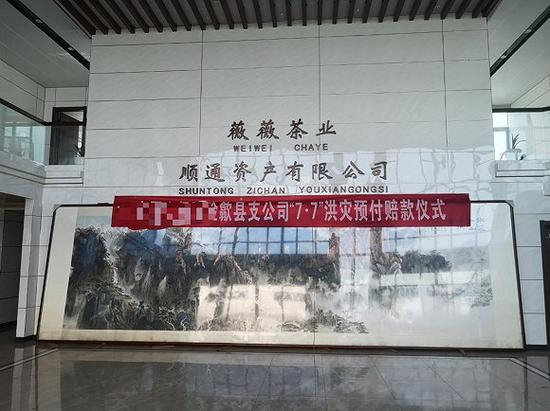 薇薇茶业
WEIWEI CHAYE
顺通资产有限公司
SHUNTONG ZICHAN YOUXIANGONGSI
歙县支公司“7·7”洪灾预付赔款仪式